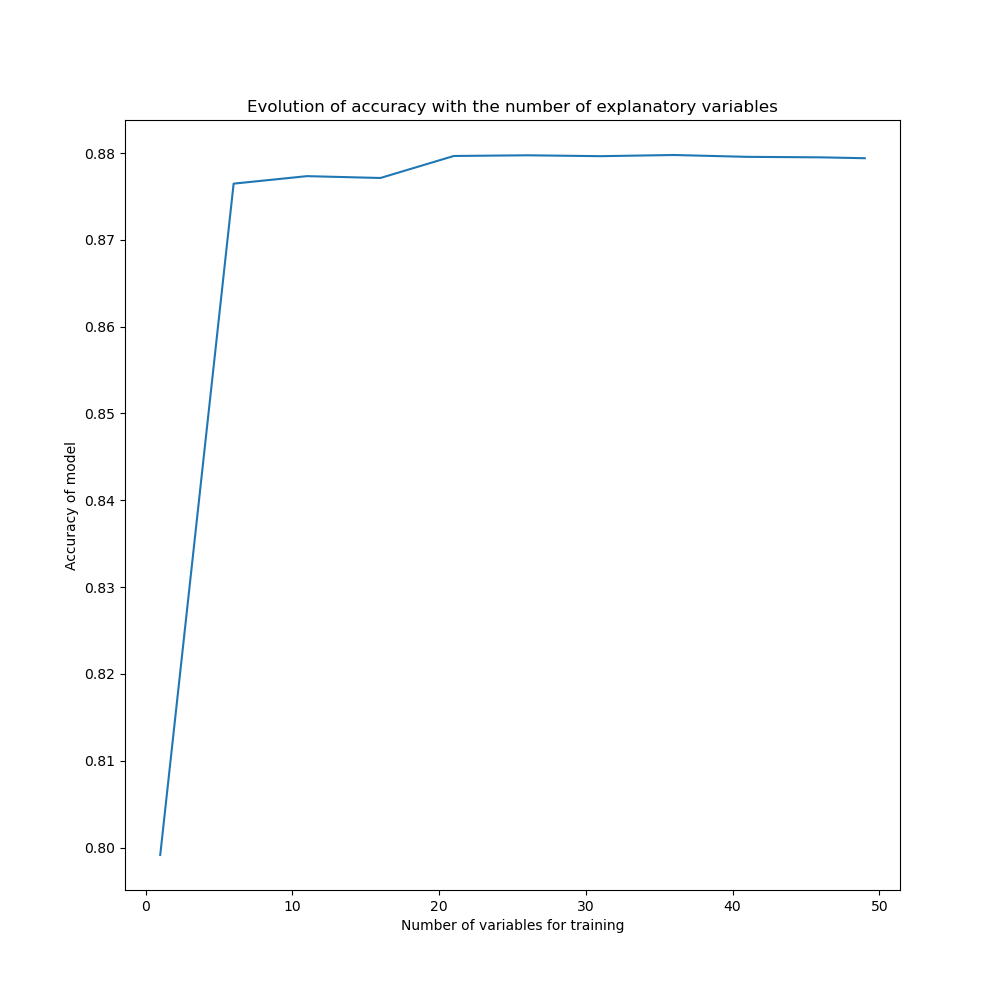 Evolution of accuracy with the number of explanatory variables
0.88
0.87
0.86
0.85
0.84
0.83
0.82
0.81
0.80
Accuracy of model
0 10 20 30 40 50
Number of variables for training